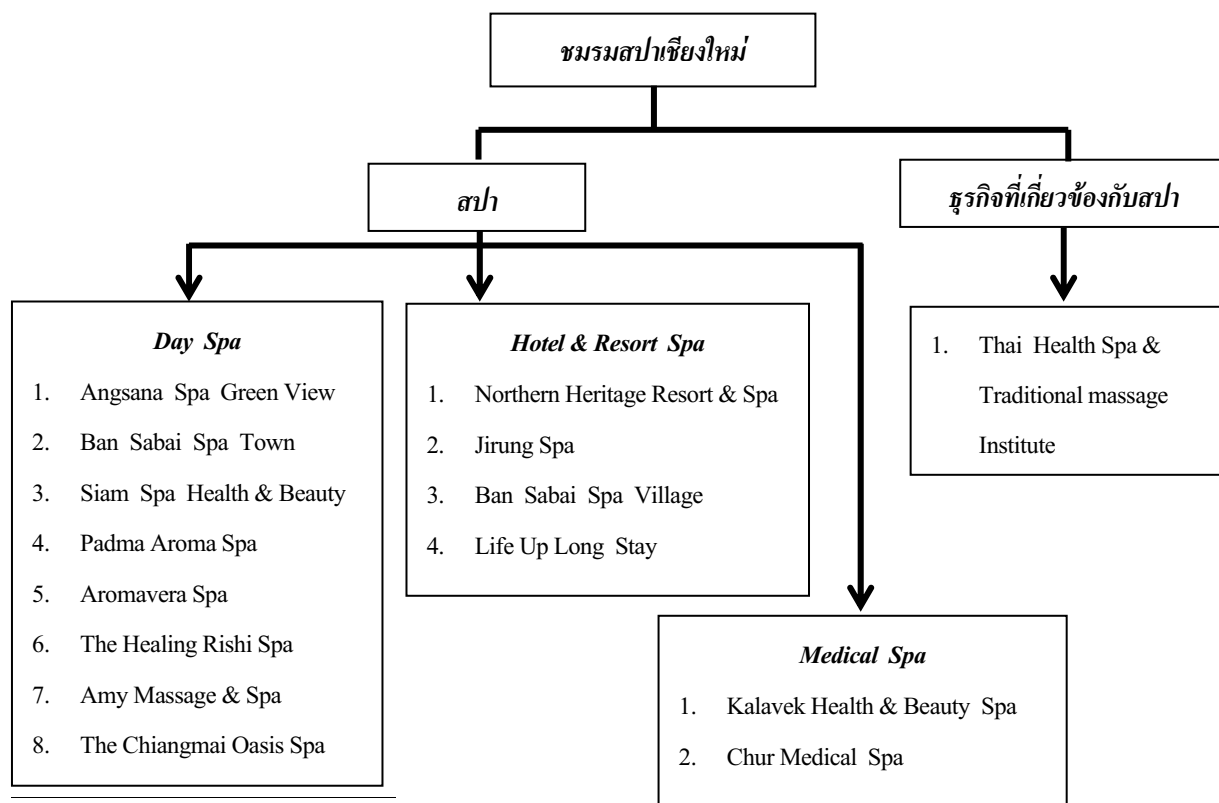 ชมรมสปาเชียงใหม่
สปา
ธุรกิจที่เกี่ยวข้องกับสปา
Day Spa
1. Angsana Spa Green View
2. Ban Sabai Spa Town
3. Siam Spa Health & Beauty
4. Padma Aroma Spa
5. Aromavera Spa
6. The Healing Rishi Spa
7. Amy Massage & Spa
8. The Chiangmai Oasis Spa
Hotel & Resort Spa
1. Northern Heritage Resort & Spa
2. Jirung Spa
3. Ban Sabai Spa Village
4. Life Up Long Stay
Medical Spa
1. Kalavek Health & Beauty Spa
2. Chur Medical Spa
1. Thai Health Spa &
Traditional massage
Institute